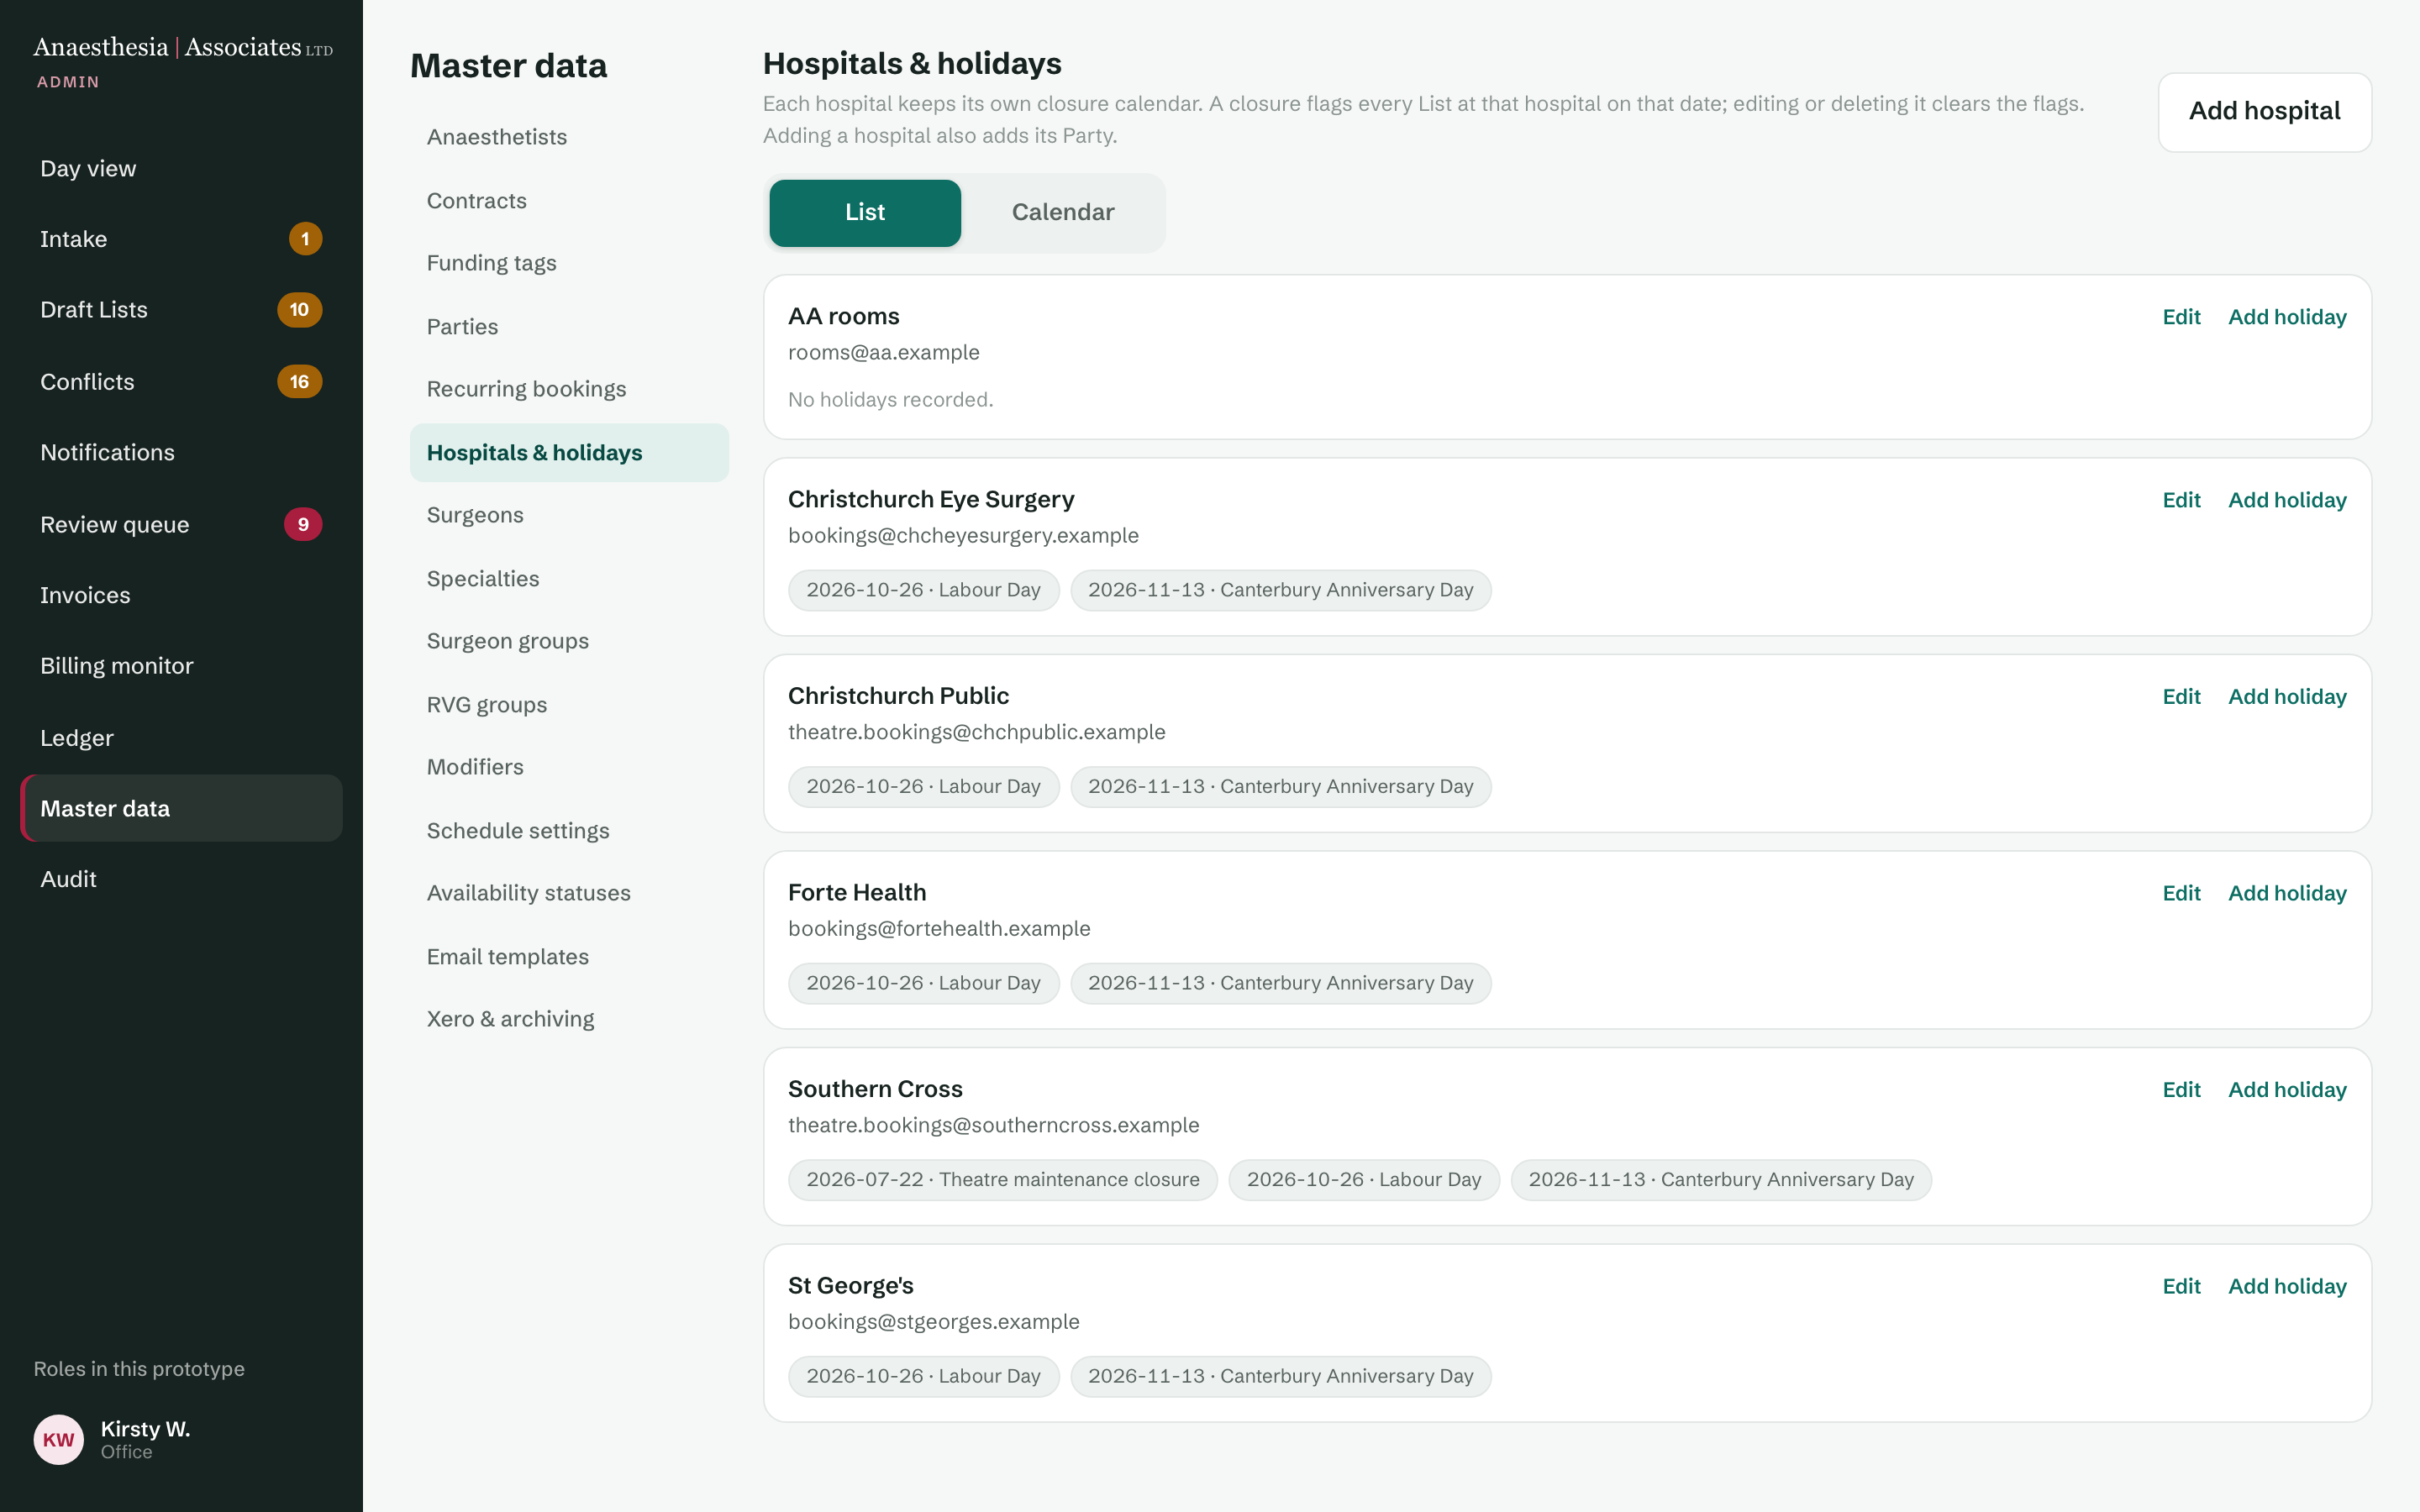 Anaesthesia | Associates LTD
ADMIN
Day view
Intake 1
Draft Lists 10
Conflicts 16
Notifications
Review queue 9
Invoices
Billing monitor
Ledger
Master data
Audit
Roles in this prototype
KW
Kirsty W.
Office
Master data
Anaesthetists
Contracts
Funding tags
Parties
Recurring bookings
Hospitals & holidays
Surgeons
Specialties
Surgeon groups
RVG groups
Modifiers
Schedule settings
Availability statuses
Email templates
Xero & archiving
Hospitals & holidays
Each hospital keeps its own closure calendar. A closure flags every List at that hospital on that date; editing or deleting it clears the flags.
Adding a hospital also adds its Party.
Add hospital
List Calendar
AA rooms Edit Add holiday
rooms@aa.example
No holidays recorded.
Christchurch Eye Surgery Edit Add holiday
bookings@chcheyesurgery.example
2026-10-26 · Labour Day 2026-11-13 · Canterbury Anniversary Day
Christchurch Public Edit Add holiday
theatre.bookings@chchpublic.example
2026-10-26 · Labour Day 2026-11-13 · Canterbury Anniversary Day
Forte Health Edit Add holiday
bookings@fortehealth.example
2026-10-26 · Labour Day 2026-11-13 · Canterbury Anniversary Day
Southern Cross Edit Add holiday
theatre.bookings@southerncross.example
2026-07-22 · Theatre maintenance closure 2026-10-26 · Labour Day 2026-11-13 · Canterbury Anniversary Day
St George's Edit Add holiday
bookings@stgeorges.example
2026-10-26 · Labour Day 2026-11-13 · Canterbury Anniversary Day